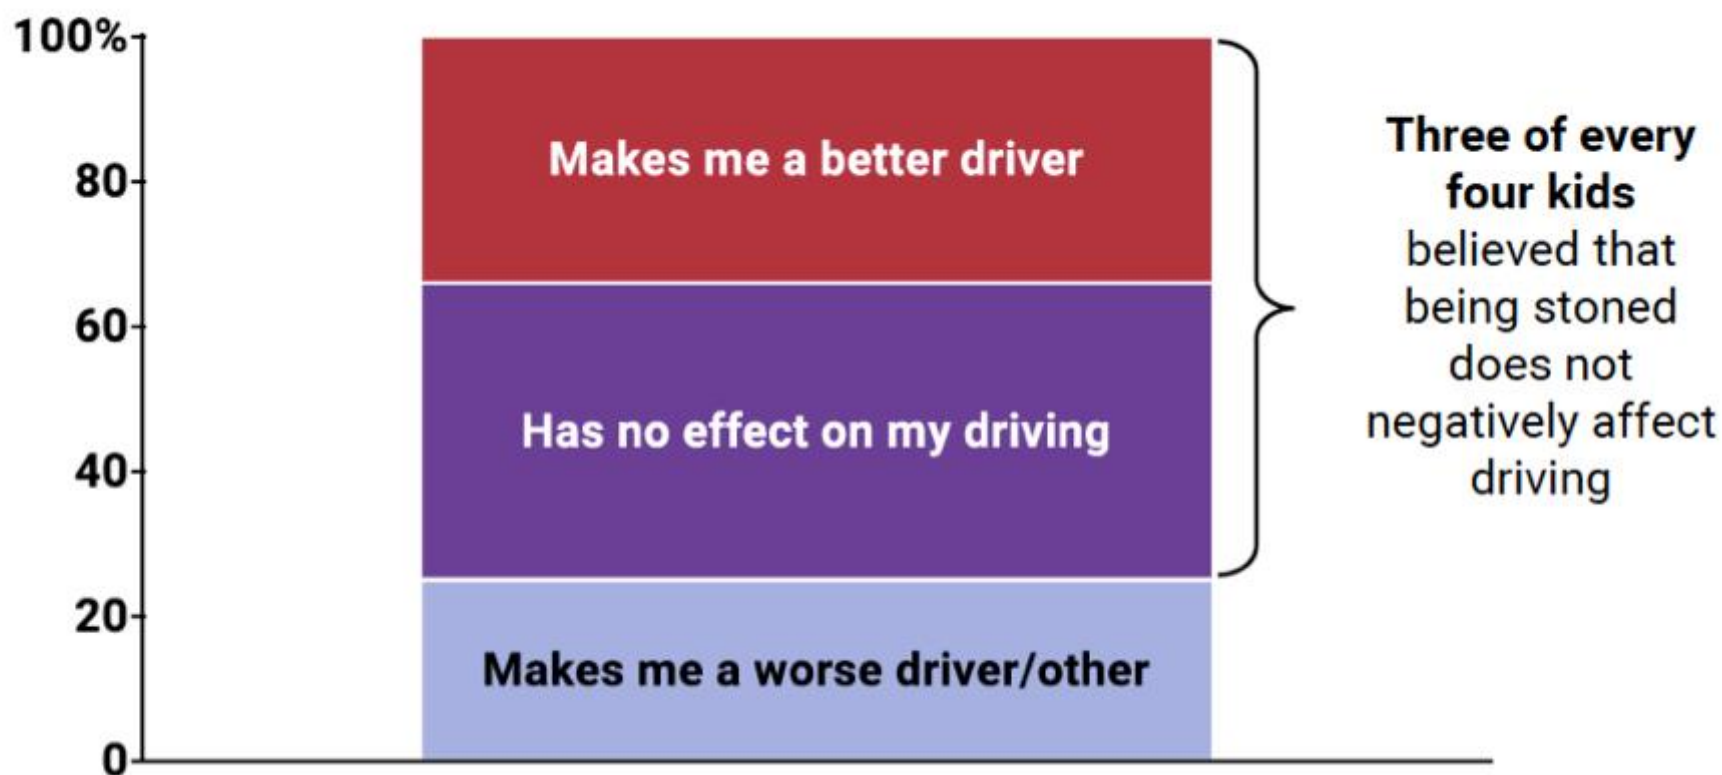 100%
80
60
40
20
0
Makes me a better driver
Has no effect on my driving
Makes me a worse driver/other
Three of every
four kids
believed that
being stoned
does not
negatively affect
driving